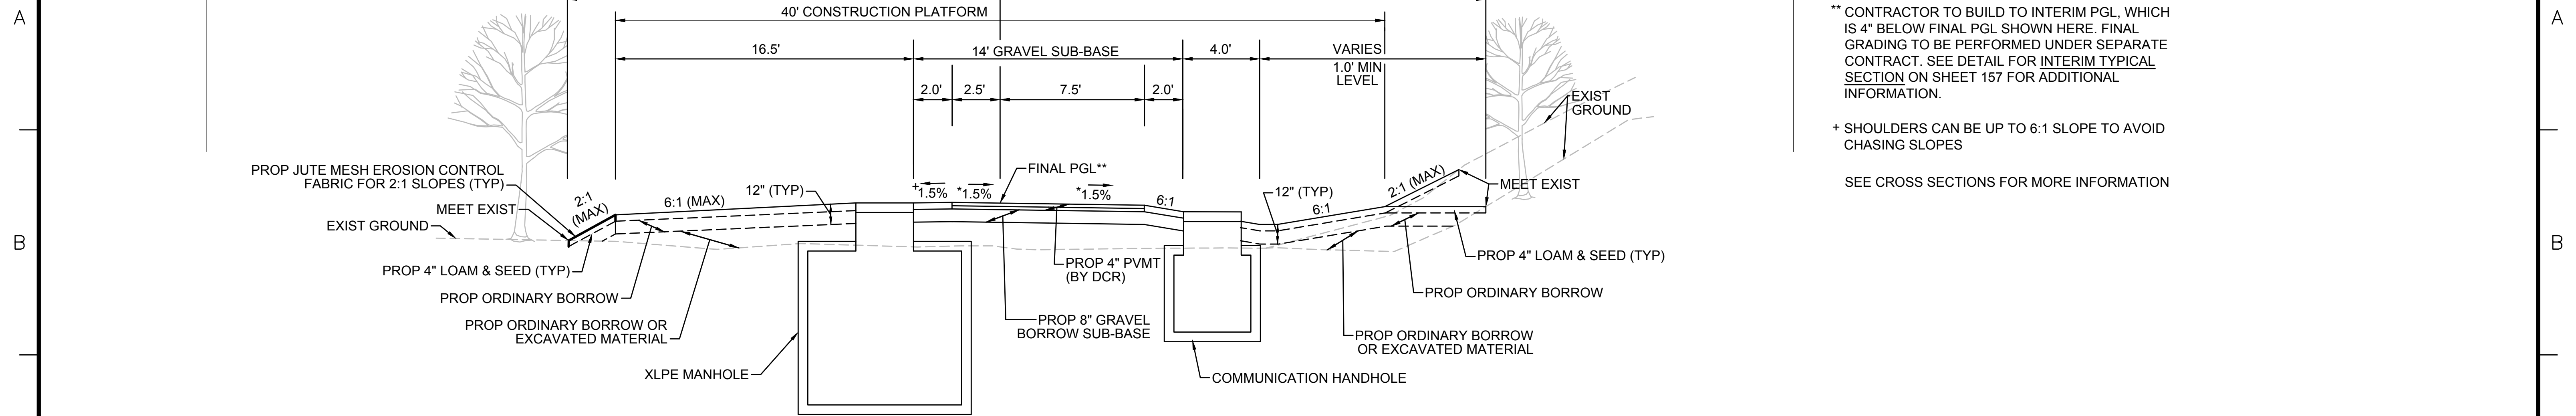 A
A
40' CONSTRUCTION PLATFORM
16.5'
14' GRAVEL SUB-BASE
4.0'
VARIES
1.0' MIN
LEVEL
2.0'
2.5'
7.5'
2.0'
** CONTRACTOR TO BUILD TO INTERIM PGL, WHICH
IS 4" BELOW FINAL PGL SHOWN HERE. FINAL
GRADING TO BE PERFORMED UNDER SEPARATE
CONTRACT. SEE DETAIL FOR INTERIM TYPICAL
SECTION ON SHEET 157 FOR ADDITIONAL
INFORMATION.
+ SHOULDERS CAN BE UP TO 6:1 SLOPE TO AVOID
CHASING SLOPES
SEE CROSS SECTIONS FOR MORE INFORMATION
EXIST
GROUND
PROP JUTE MESH EROSION CONTROL
FABRIC FOR 2:1 SLOPES (TYP)
MEET EXIST
EXIST GROUND
2:1
(MAX)
6:1 (MAX)
12" (TYP)
+1.5%
*1.5%
FINAL PGL**
*1.5%
6:1
12" (TYP)
6:1
2:1 (MAX)
MEET EXIST
B
B
PROP 4" LOAM & SEED (TYP)
PROP ORDINARY BORROW
PROP ORDINARY BORROW OR
EXCAVATED MATERIAL
XLPE MANHOLE
PROP 4" PVMT
(BY DCR)
PROP 8" GRAVEL
BORROW SUB-BASE
COMMUNICATION HANDHOLE
PROP 4" LOAM & SEED (TYP)
PROP ORDINARY BORROW
PROP ORDINARY BORROW
OR EXCAVATED MATERIAL